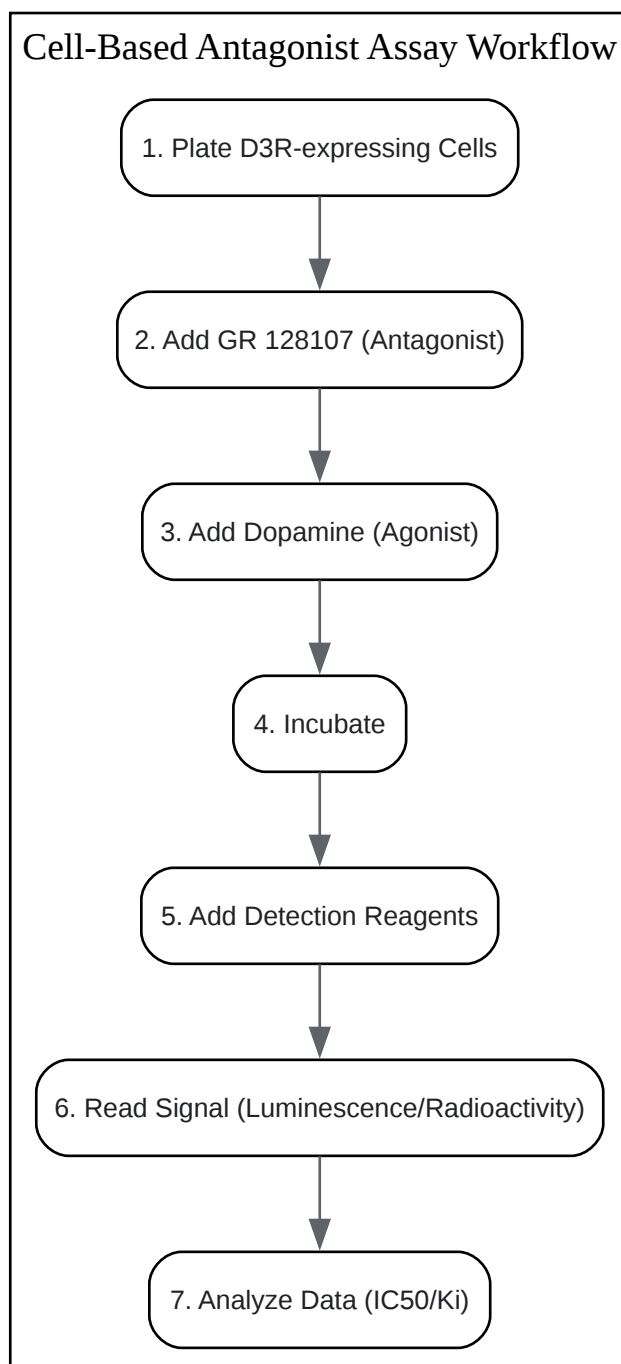 Cell-Based Antagonist Assay Workflow
1. Plate D3R-expressing Cells
2. Add GR 128107 (Antagonist)
3. Add Dopamine (Agonist)
4. Incubate
5. Add Detection Reagents
6. Read Signal (Luminescence/Radioactivity)
7. Analyze Data (IC50/Ki)